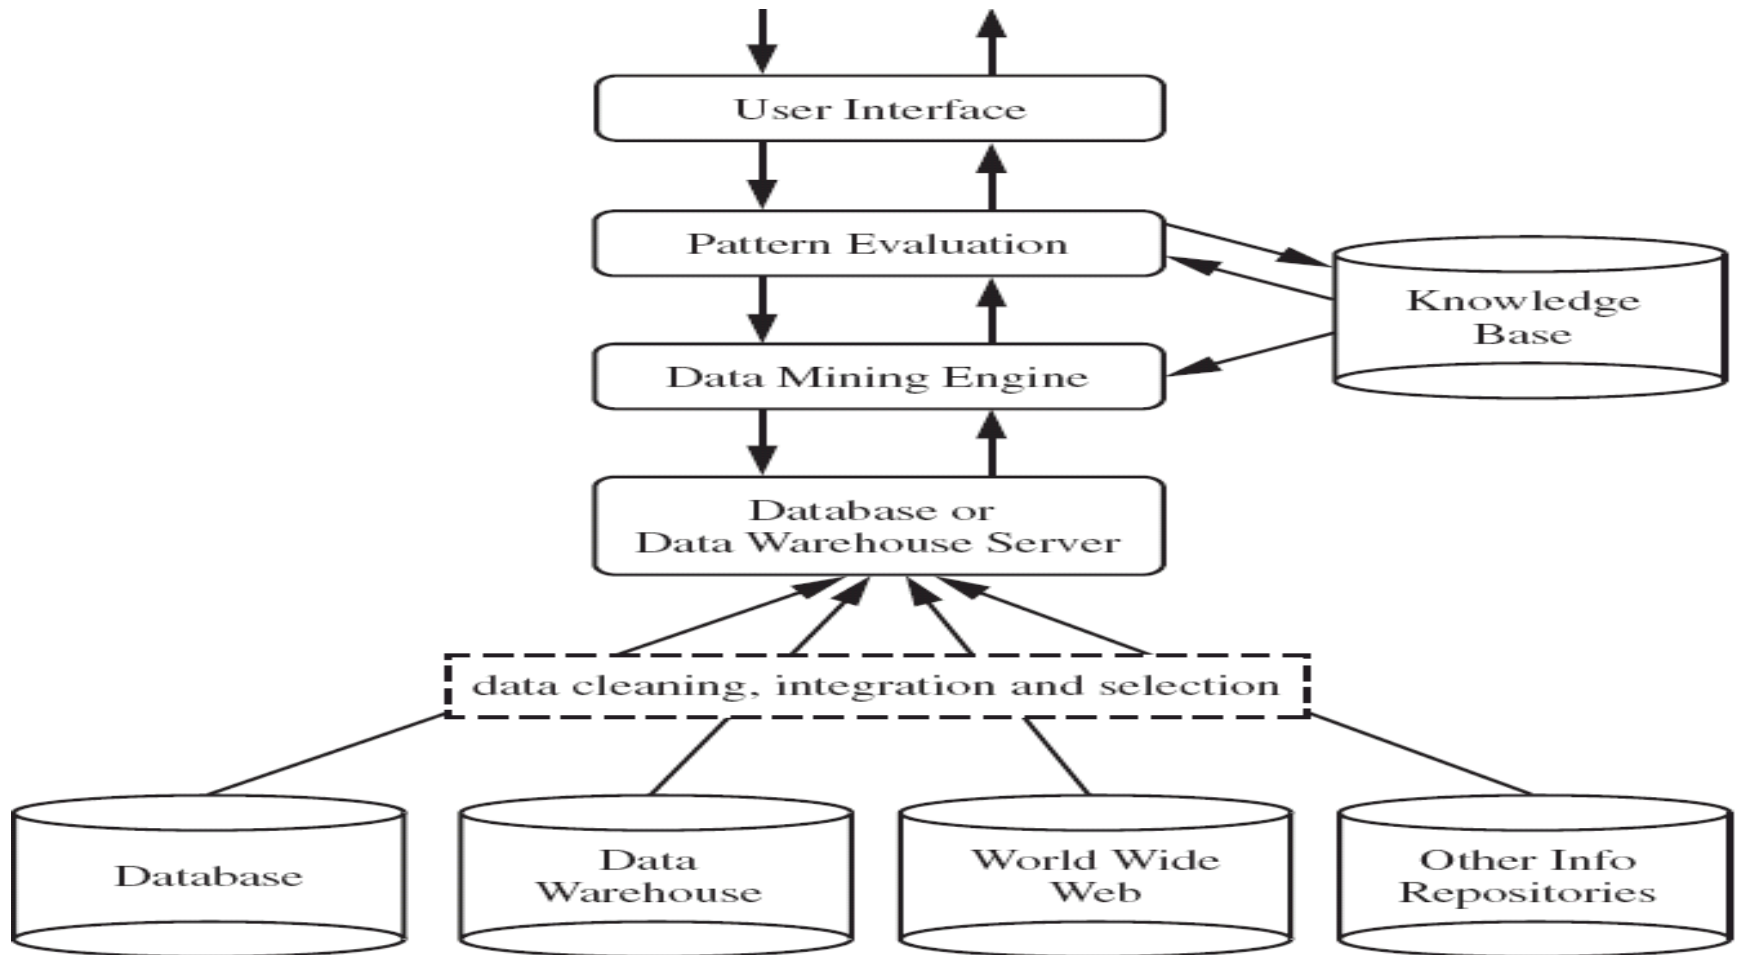 User Interface
Pattern Evaluation
Knowledge
Base
Data Mining Engine
Database or
Data Warehouse Server
data cleaning, integration and selection
Database
Data
Warehouse
World Wide
Web
Other Info
Repositories